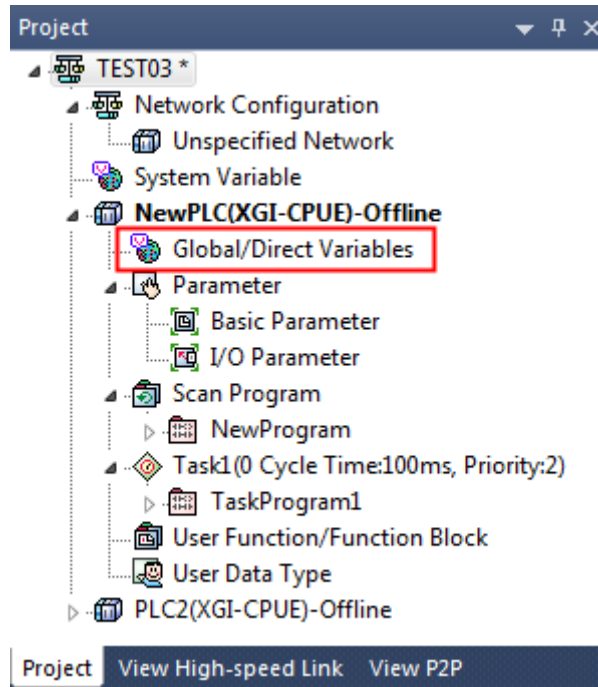 Project
TEST03 *
Network Configuration
Unspecified Network
System Variable
NewPLC(XGI-CPUE)-Offline
Global/Direct Variables
Parameter
Basic Parameter
I/O Parameter
Scan Program
NewProgram
Task1(0 Cycle Time:100ms, Priority:2)
TaskProgram1
User Function/Function Block
User Data Type
PLC2(XGI-CPUE)-Offline
Project View High-speed Link View P2P